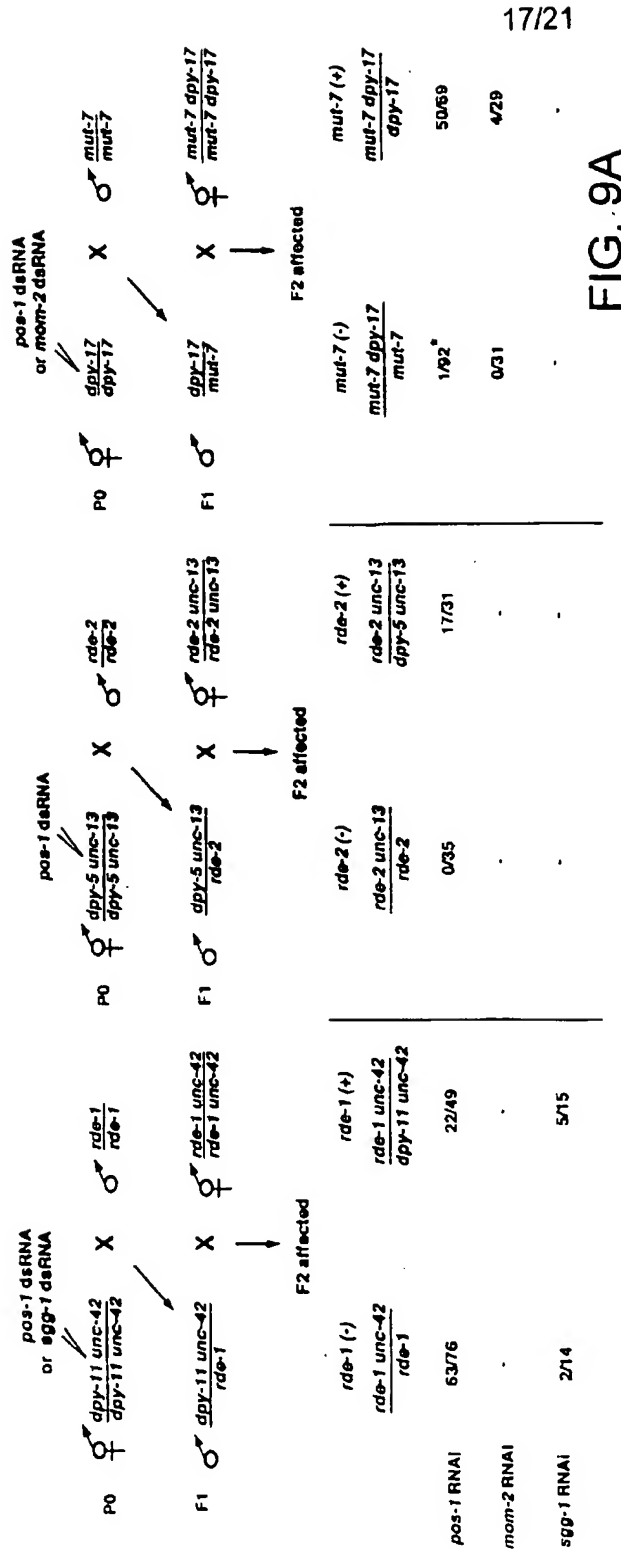 17/21
pos-1 dsRNA
or sgg-1 dsRNA
P0 ⚥ dpy-11 unc-42 X ♂ rde-1
dpy-11 unc-42 rde-1
F1 ♂ dpy-11 unc-42 X ⚥ rde-1 unc-42
rde-1 rde-1 unc-42
F2 affected
rde-1 (-) rde-1 (+)
rde-1 unc-42 rde-1 unc-42
rde-1 dpy-11 unc-42
pos-1 RNAi 63/76 22/49
mom-2 RNAi - -
sgg-1 RNAi 2/14 5/15
pos-1 dsRNA
P0 ⚥ dpy-5 unc-13 X ♂ rde-2
dpy-5 unc-13 rde-2
F1 ♂ dpy-5 unc-13 X ⚥ rde-2 unc-13
rde-2 rde-2 unc-13
F2 affected
rde-2 (-) rde-2 (+)
rde-2 unc-13 rde-2 unc-13
rde-2 dpy-5 unc-13
0/35 17/31
- -
- -
pos-1 dsRNA
or mom-2 dsRNA
P0 ⚥ dpy-17 X ♂ mut-7
dpy-17 mut-7
F1 ♂ dpy-17 X ⚥ mut-7 dpy-17
mut-7 mut-7 dpy-17
F2 affected
mut-7 (-) mut-7 (+)
mut-7 dpy-17 mut-7 dpy-17
mut-7 dpy-17
1/92* 50/69
0/31 4/29
- -
FIG. 9A